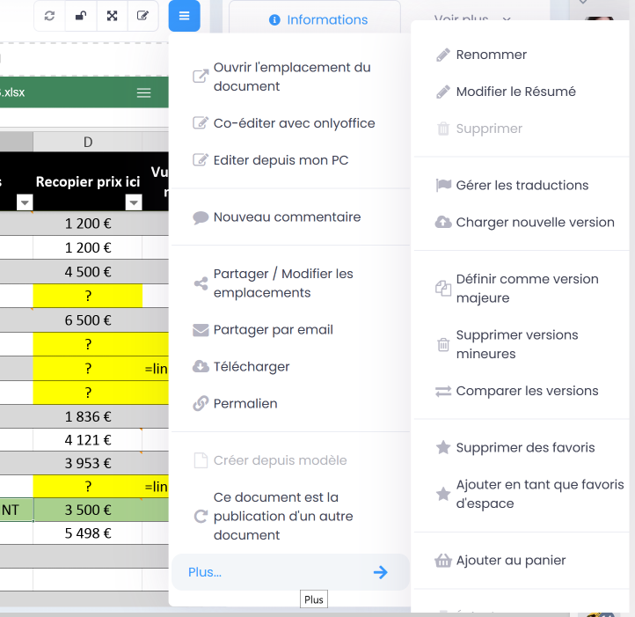 Informations
Voir plus
.xlsx
D
Recopier prix ici
Vu
1 200 €
1 200 €
4 500 €
?
6 500 €
?
?
=lin
?
1 836 €
4 121 €
3 953 €
?
=lin
NT
3 500 €
5 498 €
Ouvrir l'emplacement du
document
Co-éditer avec onlyoffice
Editer depuis mon PC
Nouveau commentaire
Partager / Modifier les
emplacements
Partager par email
Télécharger
Permalien
Créer depuis modèle
Ce document est la
publication d'un autre
document
Plus...
Plus
Renommer
Modifier le Résumé
Supprimer
Gérer les traductions
Charger nouvelle version
Définir comme version
majeure
Supprimer versions
mineures
Comparer les versions
Supprimer des favoris
Ajouter en tant que favoris
d'espace
Ajouter au panier